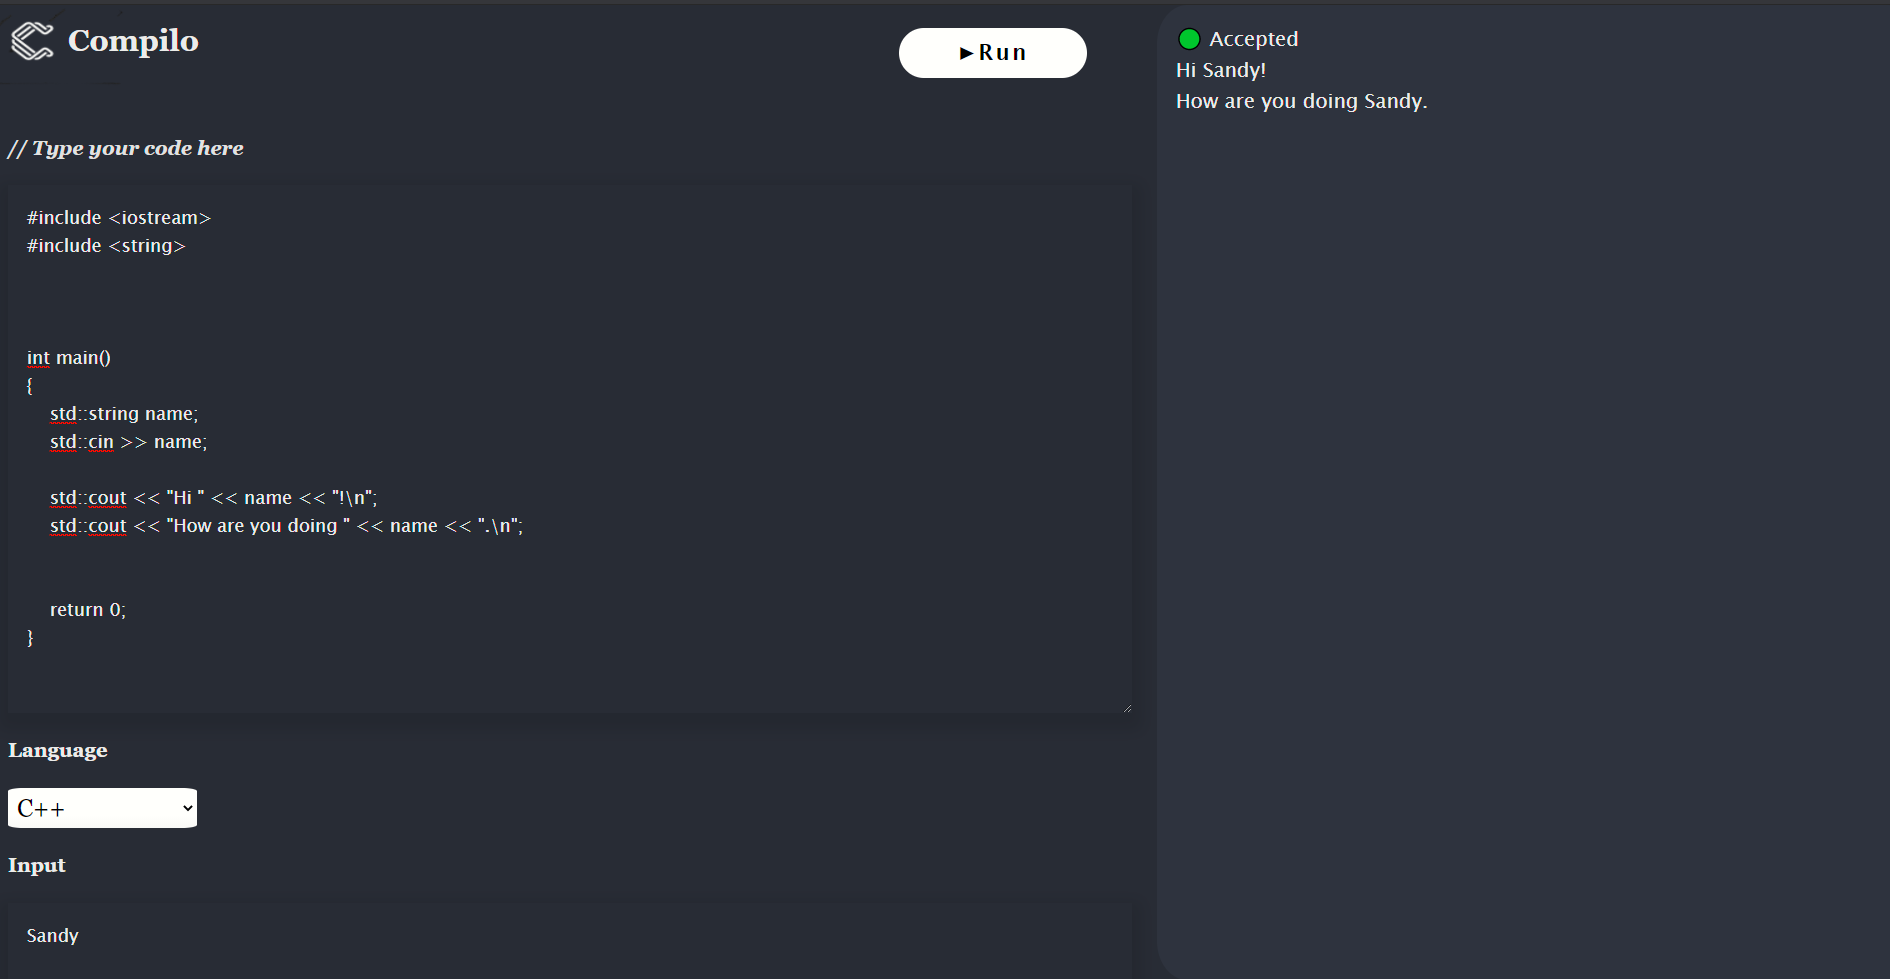 Compilo
►Run
// Type your code here
#include <iostream>
#include <string>
int main()
{
std::string name;
std::cin >> name;
std::cout << "Hi " << name << "!\n";
std::cout << "How are you doing " << name << ".\n";
return 0;
}
Language
C++
Input
Sandy
Accepted
Hi Sandy!
How are you doing Sandy.